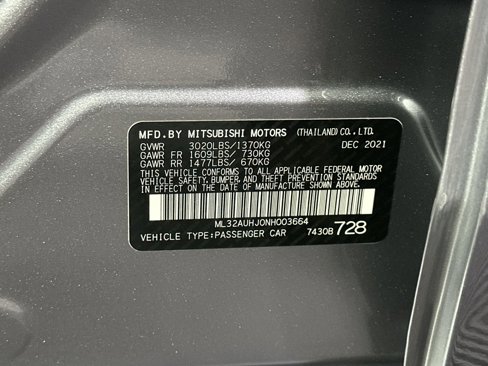 MFD.BY MITSUBISHI MOTORS (THAILAND)CO.,LTD.
GVWR 3020LBS/1370KG DEC 2021
GAWR FR 1609LBS/ 730KG
GAWR RR 1477LBS/ 670KG
THIS VEHICLE CONFORMS TO ALL APPLICABLE FEDERAL MOTOR
VEHICLE SAFETY,BUMPER,AND THEFT PREVENTION STANDARDS
IN EFFECT ON THE DATE OF MANUFACTURE SHOWN ABOVE.
ML32AUHJ0NH003664
VEHICLE TYPE:PASSENGER CAR 7430B 728